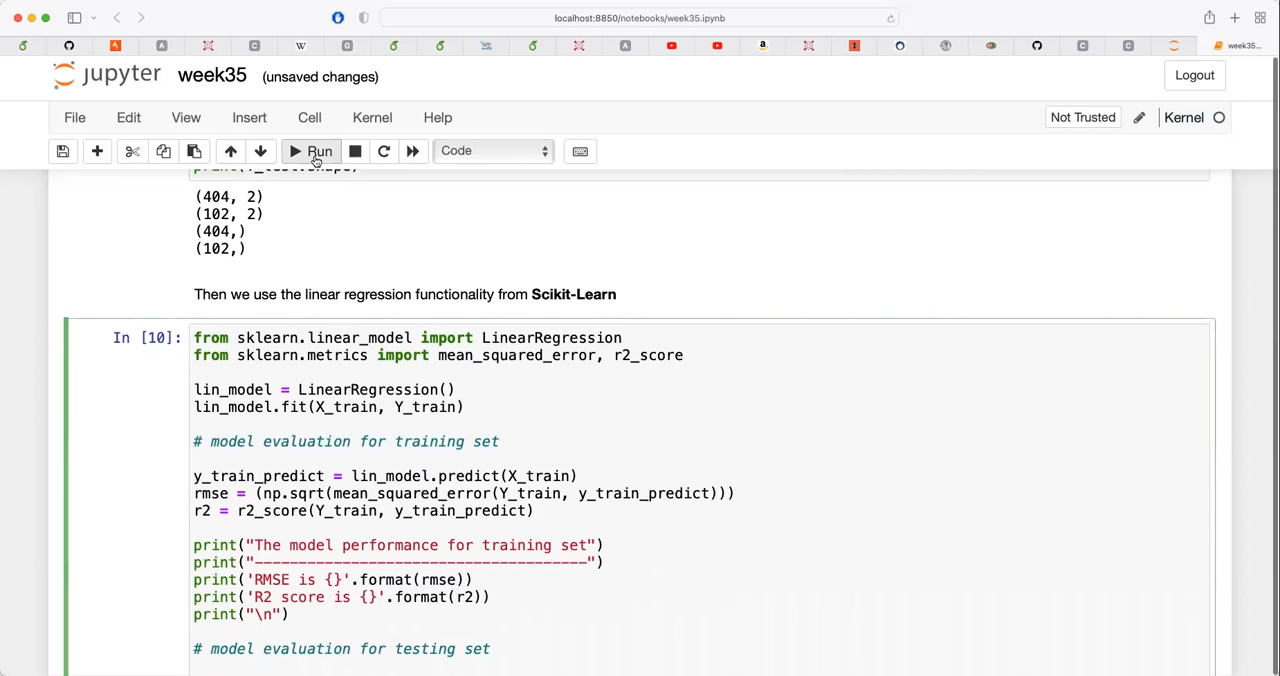 localhost:8850/notebooks/week35.ipynb
week35...
jupyter week35 (unsaved changes)
Logout
File Edit View Insert Cell Kernel Help
Not Trusted Kernel
Run Code
(404, 2)
(102, 2)
(404,)
(102,)
Then we use the linear regression functionality from Scikit-Learn
In [10]:
from sklearn.linear_model import LinearRegression
from sklearn.metrics import mean_squared_error, r2_score
lin_model = LinearRegression()
lin_model.fit(X_train, Y_train)
# model evaluation for training set
y_train_predict = lin_model.predict(X_train)
rmse = (np.sqrt(mean_squared_error(Y_train, y_train_predict)))
r2 = r2_score(Y_train, y_train_predict)
print("The model performance for training set")
print("--------------------------------------")
print('RMSE is {}'.format(rmse))
print('R2 score is {}'.format(r2))
print("\n")
# model evaluation for testing set